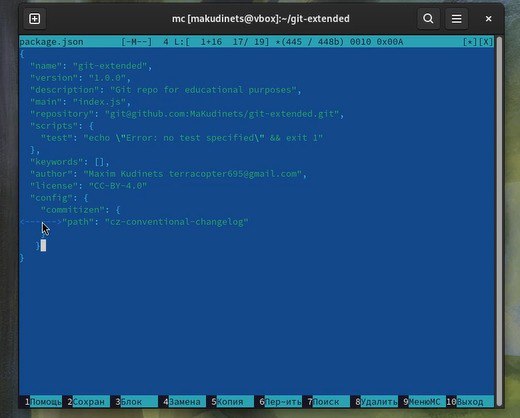 mc [makudinets@vbox]:~/git-extended
package.json [-M--] 4 L:[ 1+16 17/ 19] *(445 / 448b) 0010 0x00A [*][X]
{
"name": "git-extended",
"version": "1.0.0",
"description": "Git repo for educational purposes",
"main": "index.js",
"repository": "git@github.com:MaKudinets/git-extended.git",
"scripts": {
"test": "echo \"Error: no test specified\" && exit 1"
},
"keywords": [],
"author": "Maxim Kudinets terracopter695@gmail.com",
"license": "CC-BY-4.0"
"config": {
"commitizen": {
<------>"path": "cz-conventional-changelog"
}
}
}
1Помощь 2Сохран 3Блок 4Замена 5Копия 6Пер-ить 7Поиск 8Удалить 9МенюMC 10Выход